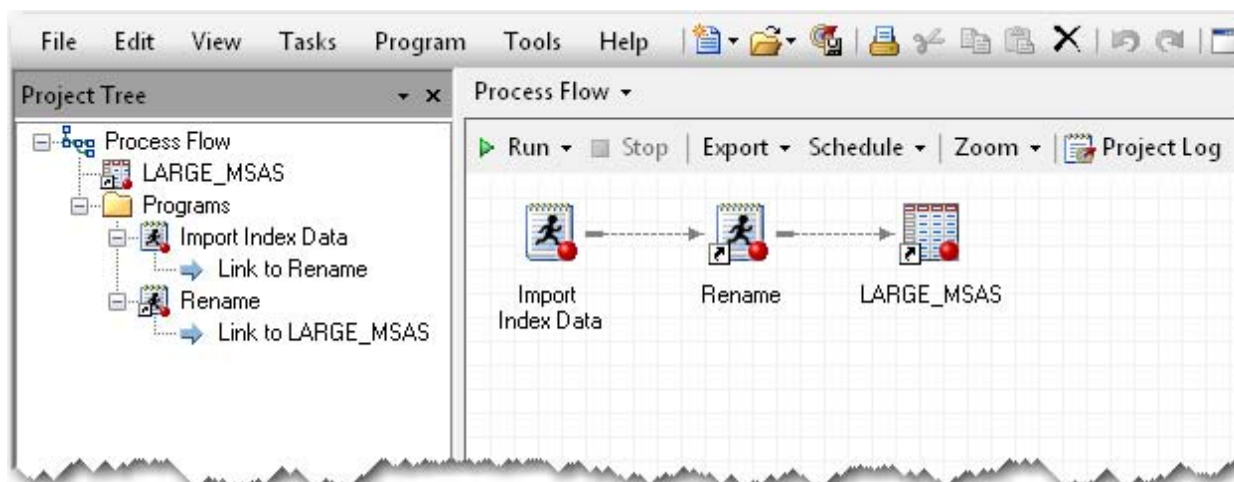 File Edit View Tasks Program Tools Help
Project Tree
Process Flow
LARGE_MSAS
Programs
Import Index Data
Link to Rename
Rename
Link to LARGE_MSAS
Process Flow
Run Stop Export Schedule Zoom Project Log
Import Index Data
Rename
LARGE_MSAS